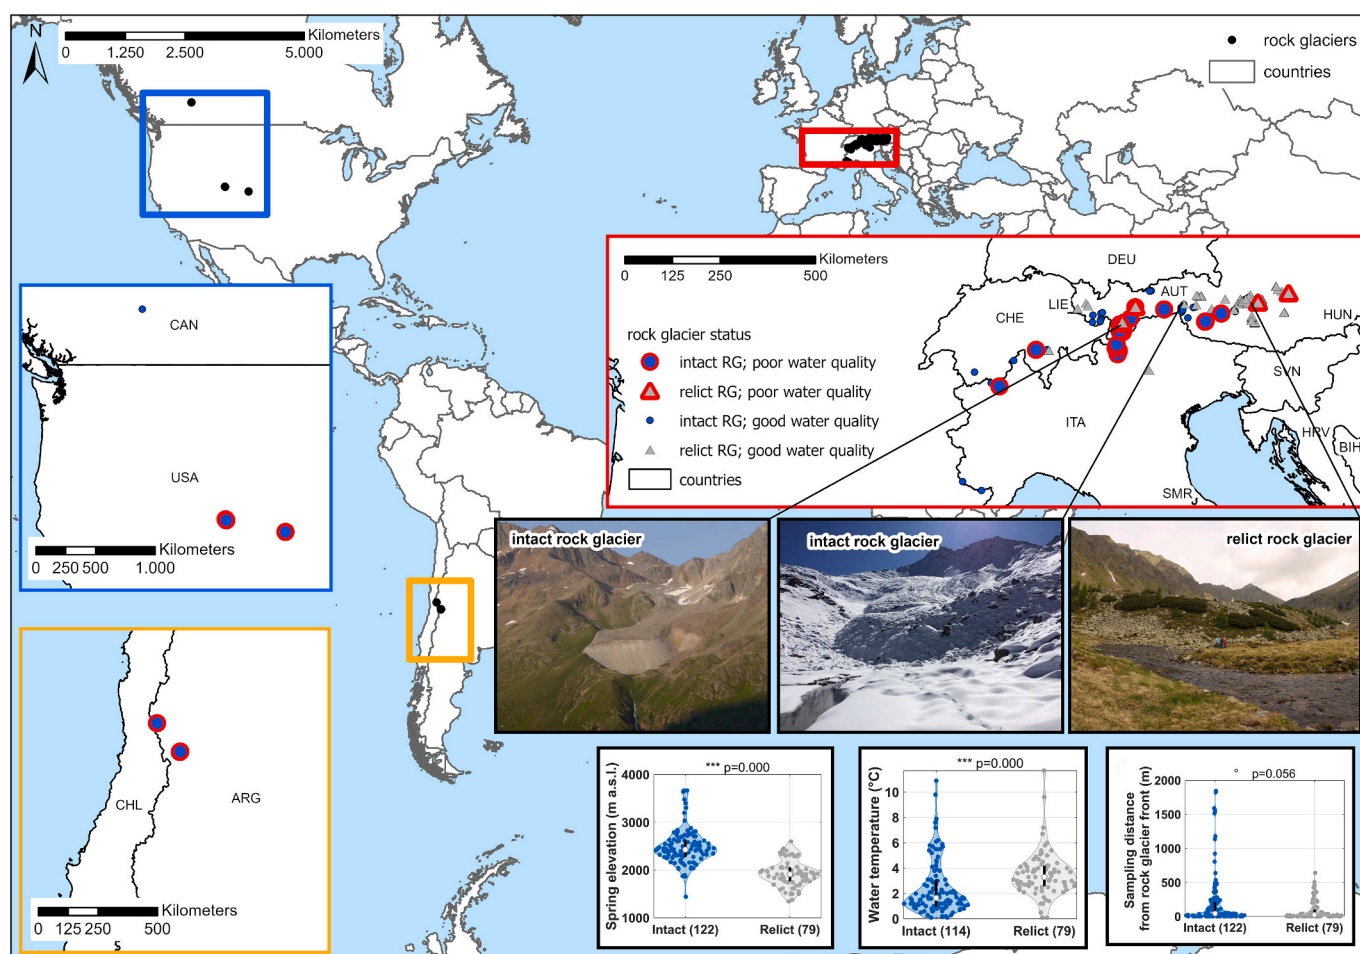 N
Kilometers
0 1.250 2.500 5.000
rock glaciers
countries
Kilometers
0 125 250 500
DEU
LIE
AUT
CHE
HUN
SVN
ITA
HRV
BIH
SMR
rock glacier status
intact RG; poor water quality
relict RG; poor water quality
intact RG; good water quality
relict RG; good water quality
countries
CAN
USA
Kilometers
0 250 500 1.000
intact rock glacier
intact rock glacier
relict rock glacier
CHL
ARG
Kilometers
0 125 250 500
*** p=0.000
Spring elevation (m a.s.l.)
4000
3000
2000
1000
Intact (122) Relict (79)
*** p=0.000
Water temperature (°C)
10
8
6
4
2
0
Intact (114) Relict (79)
° p=0.056
Sampling distance
from rock glacier front (m)
2000
1500
1000
500
0
Intact (122) Relict (79)